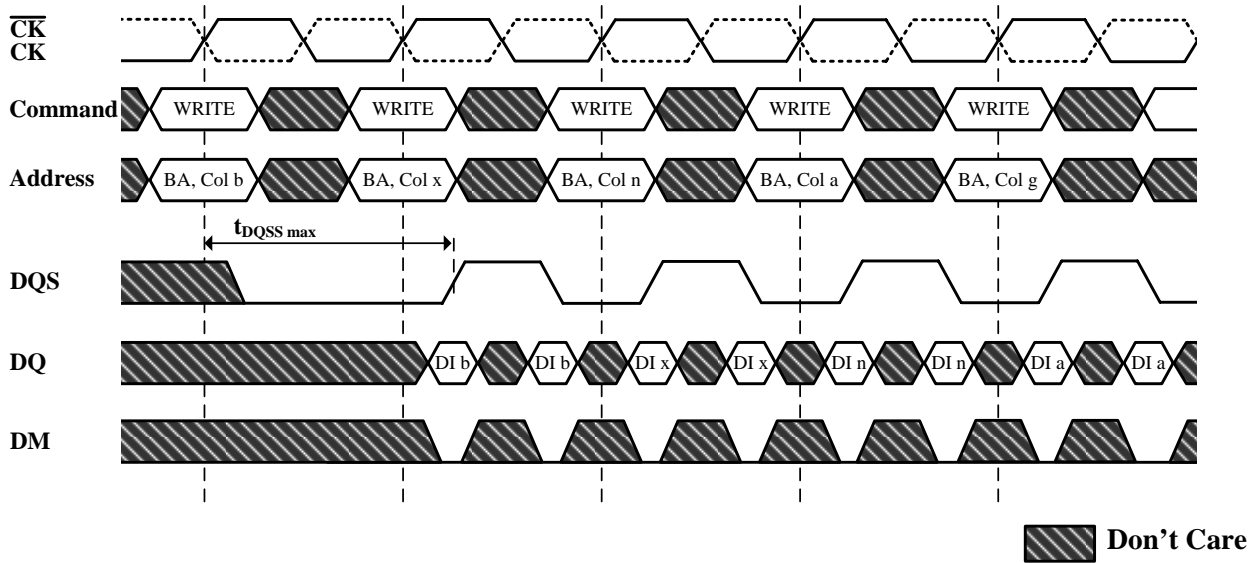 CK
CK
Command WRITE WRITE WRITE WRITE WRITE
Address BA, Col b BA, Col x BA, Col n BA, Col a BA, Col g
tDQSS max
DQS
DQ DI b DI b DI x DI x DI n DI n DI a DI a
DM
Don't Care